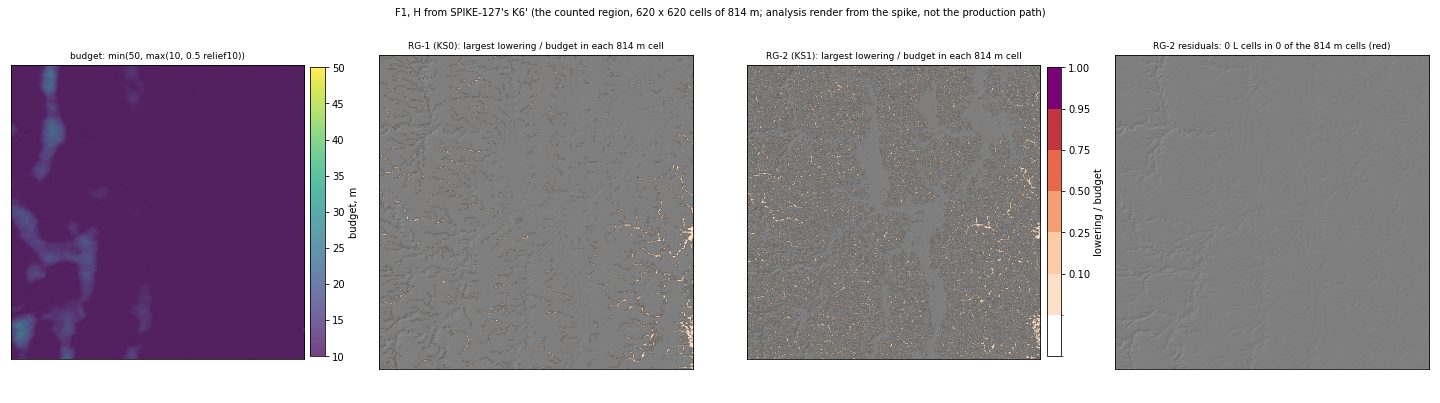 F1, H from SPIKE-127's K6' (the counted region, 620 x 620 cells of 814 m; analysis render from the spike, not the production path)
budget: min(50, max(10, 0.5 relief10))
50
45
40
35
30
25
20
15
10
budget, m
RG-1 (KS0): largest lowering / budget in each 814 m cell
RG-2 (KS1): largest lowering / budget in each 814 m cell
1.00
0.95
0.75
0.50
0.25
0.10
lowering / budget
RG-2 residuals: 0 L cells in 0 of the 814 m cells (red)